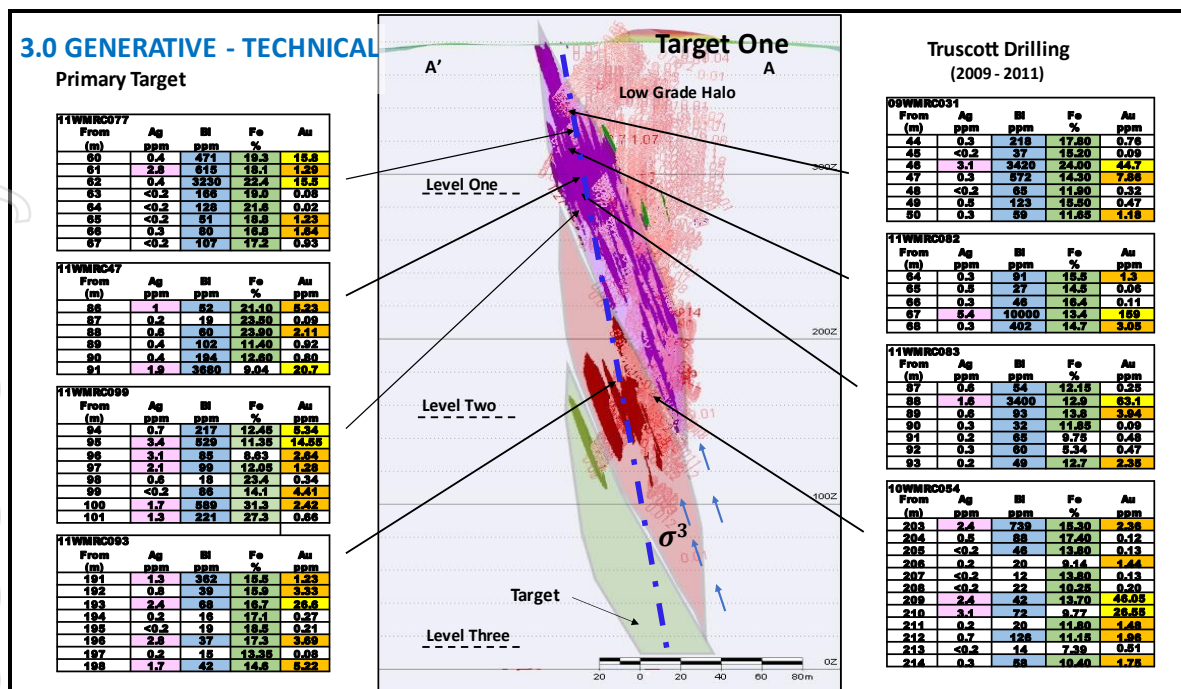 3.0 GENERATIVE - TECHNICAL
Primary Target
11WMRC077
From Ag Bi Fe Au
(m) ppm ppm % ppm
60 0.4 471 19.3 15.8
61 2.8 615 18.1 1.29
62 0.4 3230 22.4 15.5
63 <0.2 166 19.0 0.08
64 <0.2 128 21.6 0.02
65 <0.2 51 18.8 1.23
66 0.3 80 16.8 1.64
67 <0.2 107 17.2 0.93
11WMRC47
From Ag Bi Fe Au
(m) ppm ppm % ppm
86 1 52 21.10 5.23
87 0.2 19 23.50 0.09
88 0.6 60 23.90 2.11
89 0.4 102 11.40 0.92
90 0.4 194 12.60 0.80
91 1.9 3680 9.04 20.7
11WMRC099
From Ag Bi Fe Au
(m) ppm ppm % ppm
94 0.7 217 12.45 5.34
95 3.4 529 11.35 14.55
96 3.1 85 8.63 2.64
97 2.1 99 12.05 1.28
98 0.6 18 23.4 0.34
99 <0.2 86 14.1 4.41
100 1.7 589 31.3 2.42
101 1.3 221 27.3 0.66
11WMRC093
From Ag Bi Fe Au
(m) ppm ppm % ppm
191 1.3 362 15.5 1.23
192 0.8 39 15.9 3.33
193 2.4 68 16.7 26.6
194 0.2 16 17.1 0.27
195 <0.2 19 18.5 0.21
196 2.8 37 17.3 3.69
197 0.2 15 13.35 0.08
198 1.7 42 14.6 5.22
Target One
A' A
Low Grade Halo
Level One
300Z
200Z
Level Two
100Z
σ³
Target
Level Three
0Z
20 0 20 40 60 80m
Truscott Drilling
(2009 - 2011)
09WMRC031
From Ag Bi Fe Au
(m) ppm ppm % ppm
44 0.3 218 17.80 0.76
45 <0.2 37 15.20 0.09
46 3.1 3420 24.00 44.7
47 0.3 572 14.30 7.86
48 <0.2 65 11.90 0.32
49 0.5 123 15.50 0.47
50 0.3 59 11.65 1.18
11WMRC082
From Ag Bi Fe Au
(m) ppm ppm % ppm
64 0.3 91 15.5 1.3
65 0.5 27 14.5 0.06
66 0.3 46 16.4 0.11
67 5.4 10000 13.4 159
68 0.3 402 14.7 3.05
11WMRC083
From Ag Bi Fe Au
(m) ppm ppm % ppm
87 0.6 54 12.15 0.25
88 1.6 3400 12.9 63.1
89 0.6 93 13.8 3.94
90 0.3 32 11.85 0.09
91 0.2 65 9.75 0.48
92 0.3 60 5.34 0.47
93 0.2 49 12.7 2.35
10WMRC054
From Ag Bi Fe Au
(m) ppm ppm % ppm
203 2.4 739 15.30 2.36
204 0.5 88 17.40 0.12
205 <0.2 46 13.80 0.13
206 0.2 20 9.14 1.44
207 <0.2 12 13.80 0.13
208 <0.2 22 10.25 0.20
209 2.4 42 13.70 46.05
210 3.1 72 9.77 26.55
211 0.2 20 11.80 1.48
212 0.7 126 11.15 1.96
213 <0.2 14 7.39 0.51
214 0.3 58 10.40 1.75